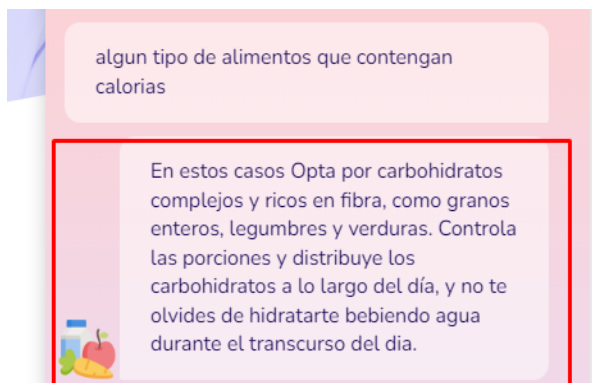 algun tipo de alimentos que contengan
calorias
En estos casos Opta por carbohidratos
complejos y ricos en fibra, como granos
enteros, legumbres y verduras. Controla
las porciones y distribuye los
carbohidratos a lo largo del día, y no te
olvides de hidratarte bebiendo agua
durante el transcurso del dia.